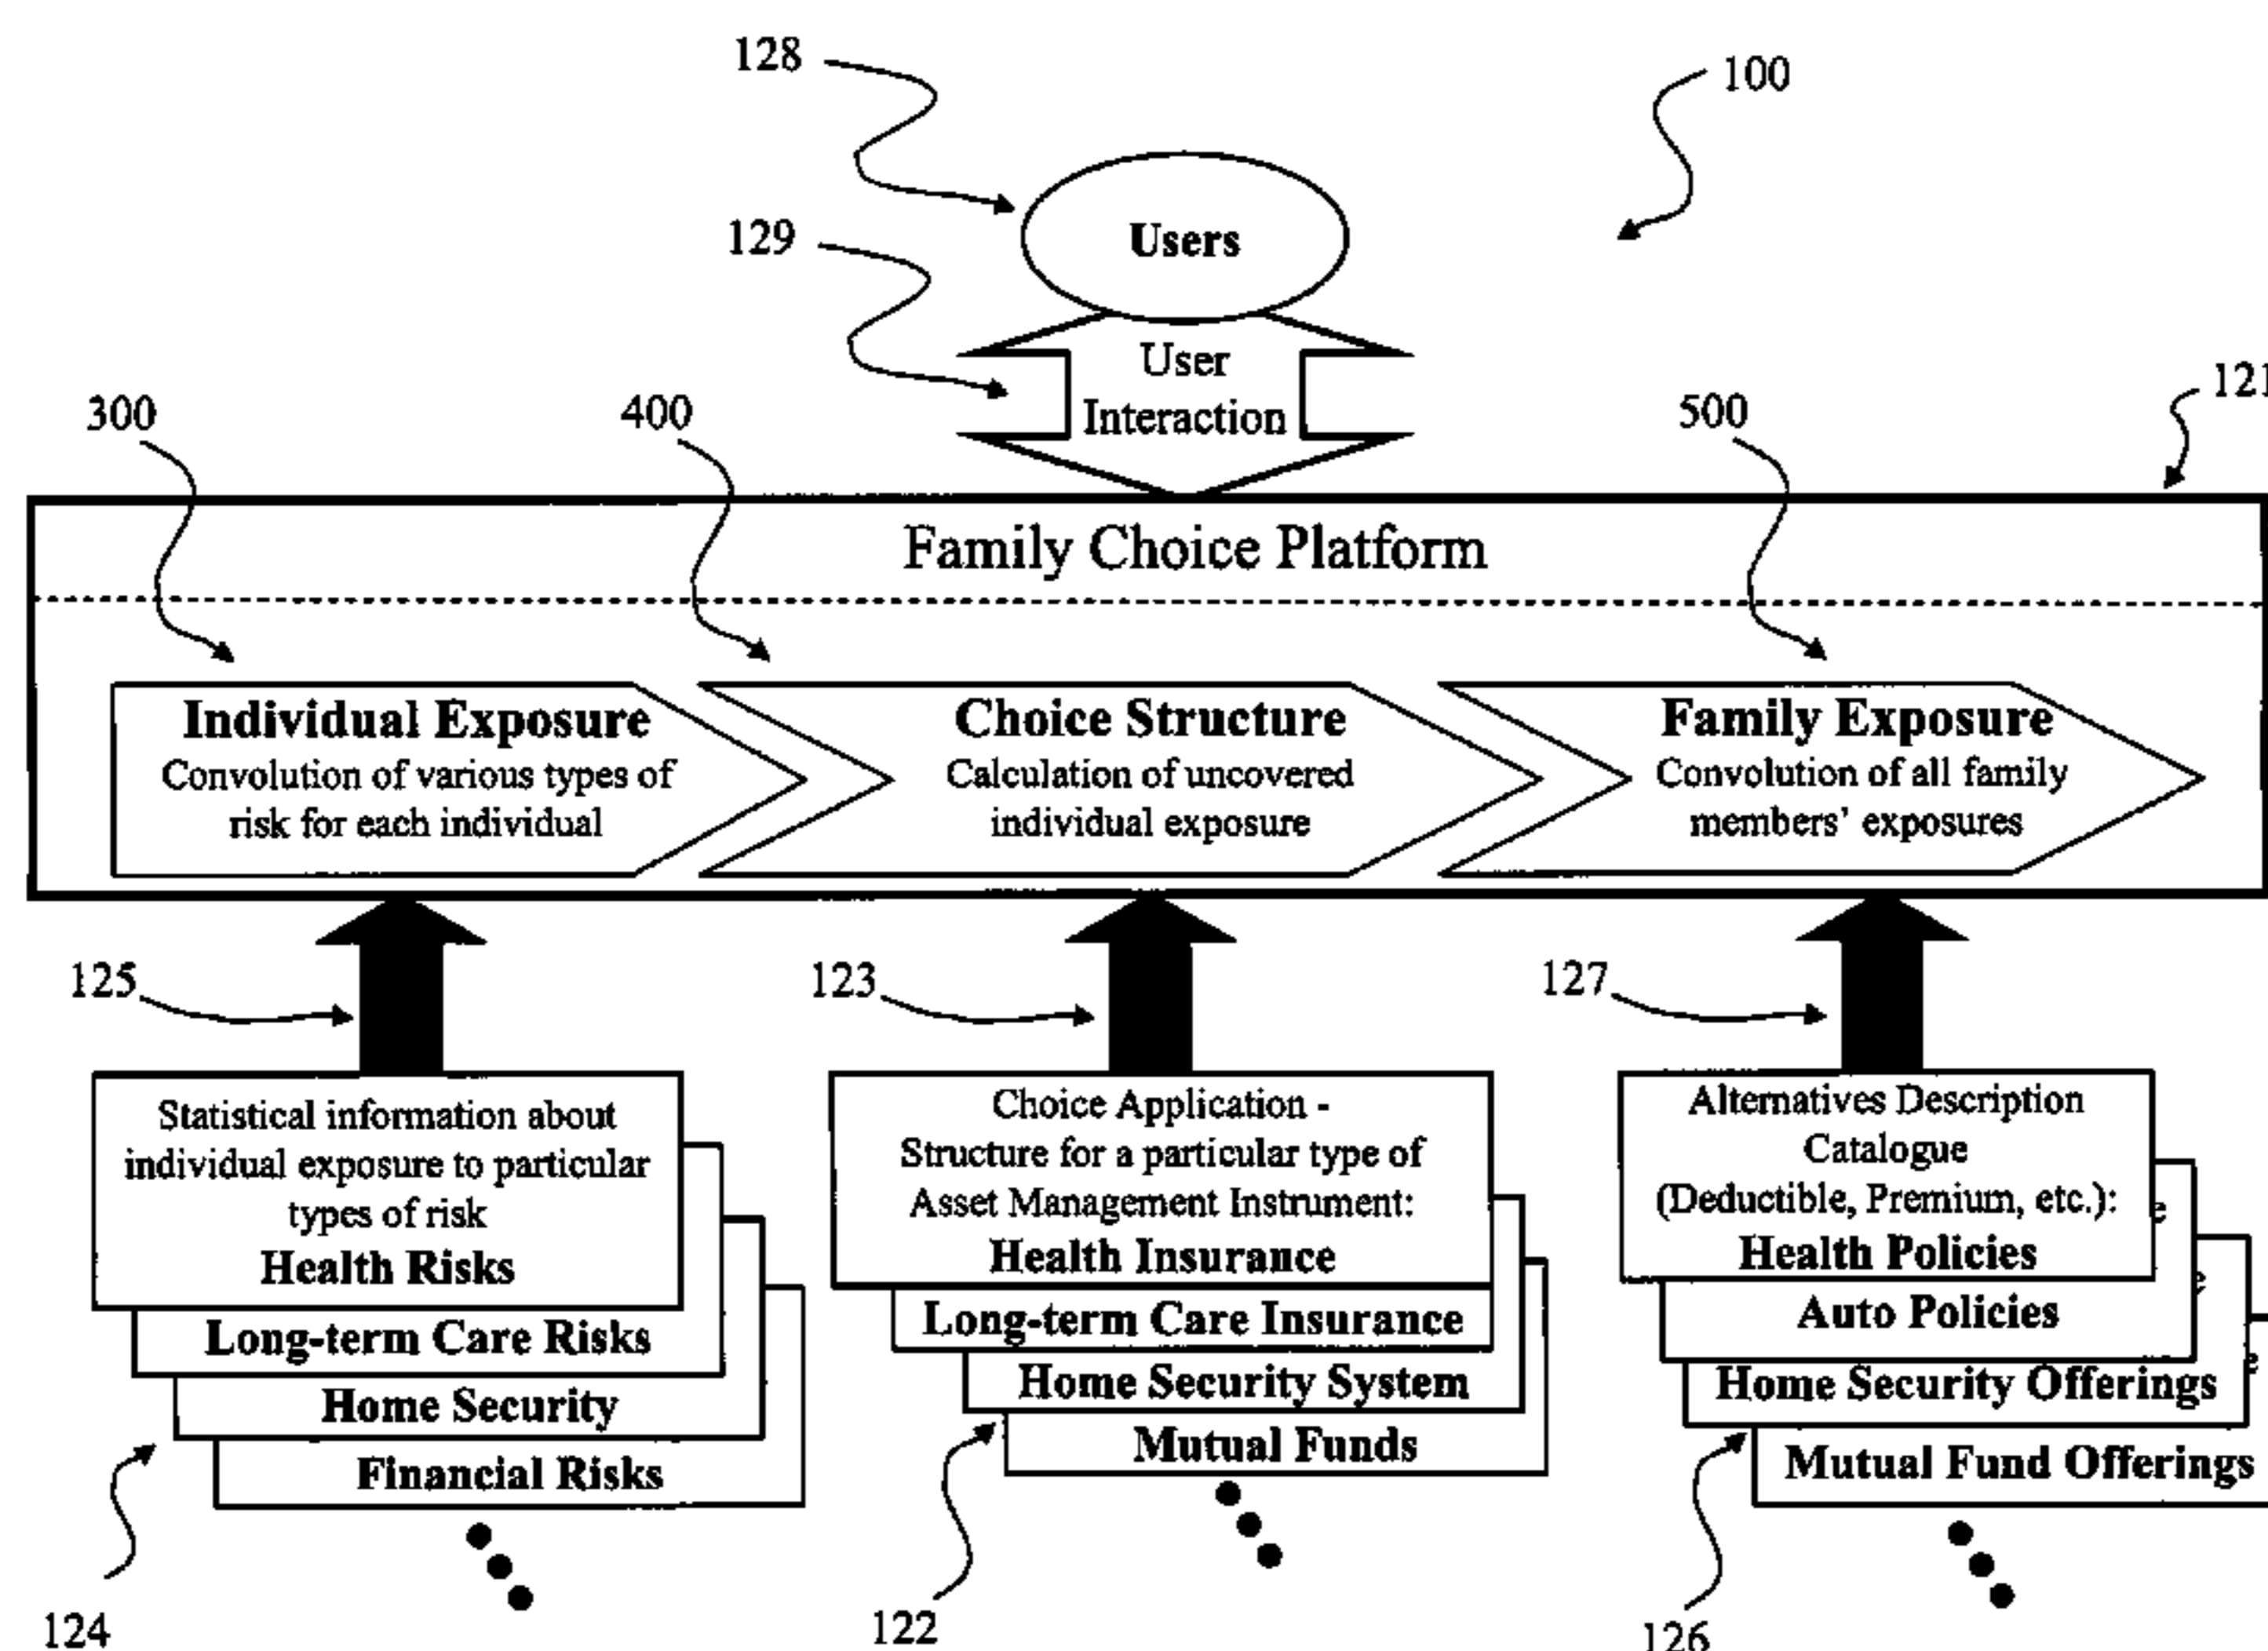 128
100
Users
129
User
Interaction
121
300
400
500
Family Choice Platform
Individual Exposure
Convolution of various types of
risk for each individual
Choice Structure
Calculation of uncovered
individual exposure
Family Exposure
Convolution of all family
members' exposures
125
123
127
Statistical information about
individual exposure to particular
types of risk
Health Risks
Long-term Care Risks
Home Security
Financial Risks
Choice Application -
Structure for a particular type of
Asset Management Instrument:
Health Insurance
Long-term Care Insurance
Home Security System
Mutual Funds
Alternatives Description
Catalogue
(Deductible, Premium, etc.):
Health Policies
Auto Policies
Home Security Offerings
Mutual Fund Offerings
e
e
e
124
122
126